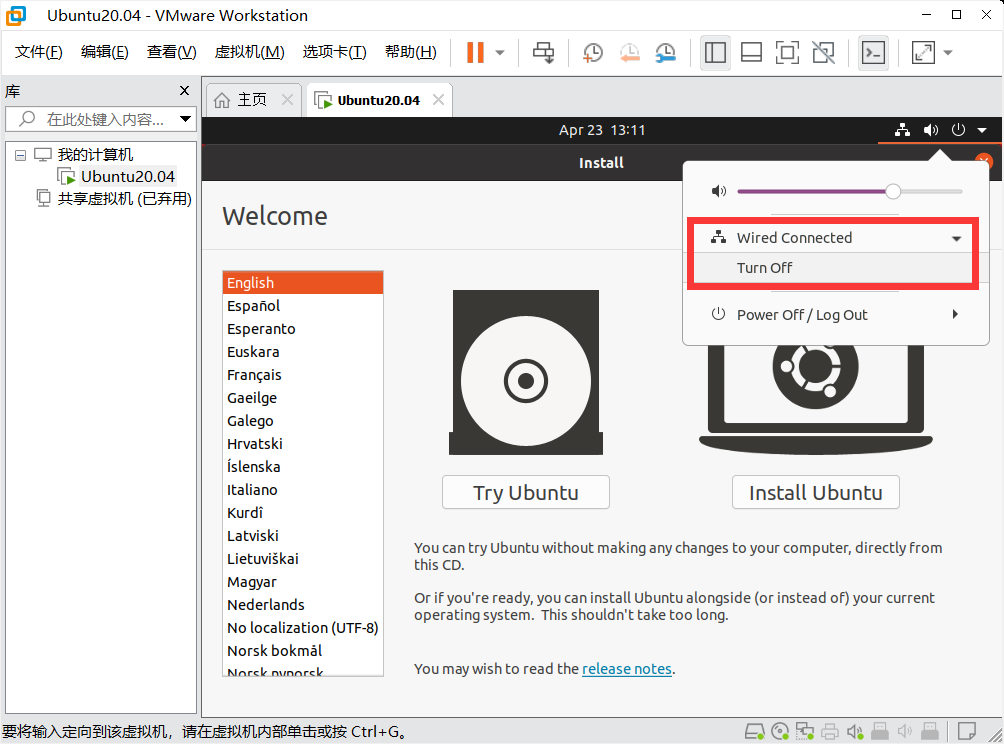 Ubuntu20.04 - VMware Workstation
文件(F) 编辑(E) 查看(V) 虚拟机(M) 选项卡(T) 帮助(H)
库
主页 Ubuntu20.04
在此处键入内容...
我的计算机
Ubuntu20.04
共享虚拟机 (已弃用)
Apr 23 13:11
Install
Welcome
Wired Connected
Turn Off
Power Off / Log Out
English
Español
Esperanto
Euskara
Français
Gaeilge
Galego
Hrvatski
Íslenska
Italiano
Kurdî
Latviski
Lietuviškai
Magyar
Nederlands
No localization (UTF-8)
Norsk bokmål
Norsk nynorsk
Try Ubuntu
Install Ubuntu
You can try Ubuntu without making any changes to your computer, directly from
this CD.
Or if you're ready, you can install Ubuntu alongside (or instead of) your current
operating system. This shouldn't take too long.
You may wish to read the release notes.
要将输入定向到该虚拟机，请在虚拟机内部单击或按 Ctrl+G。